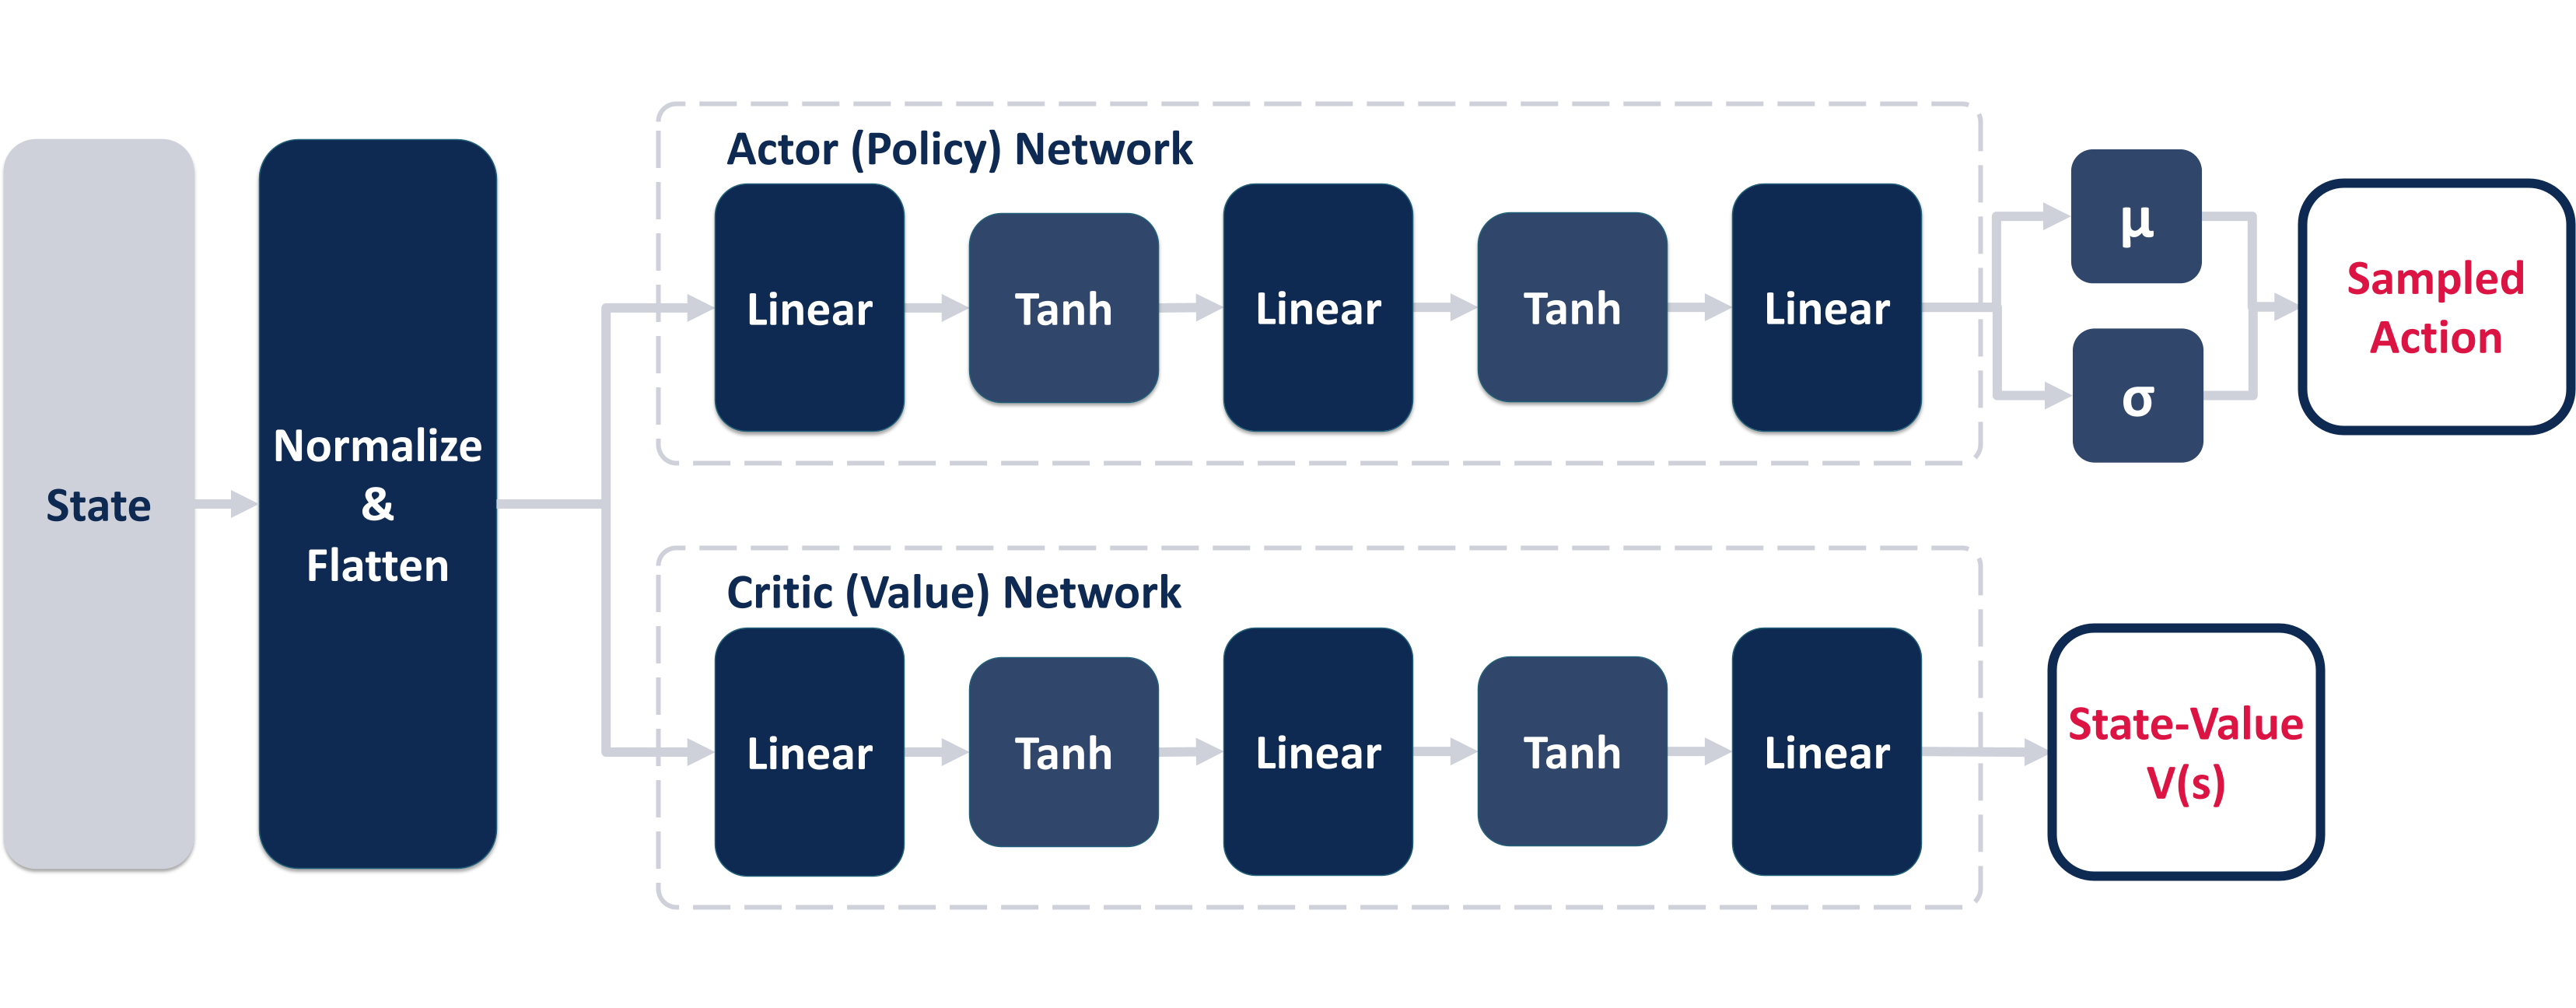 State
Normalize
&
Flatten
Actor (Policy) Network
Linear
Tanh
Linear
Tanh
Linear
μ
σ
Sampled
Action
Critic (Value) Network
Linear
Tanh
Linear
Tanh
Linear
State-Value
V(s)